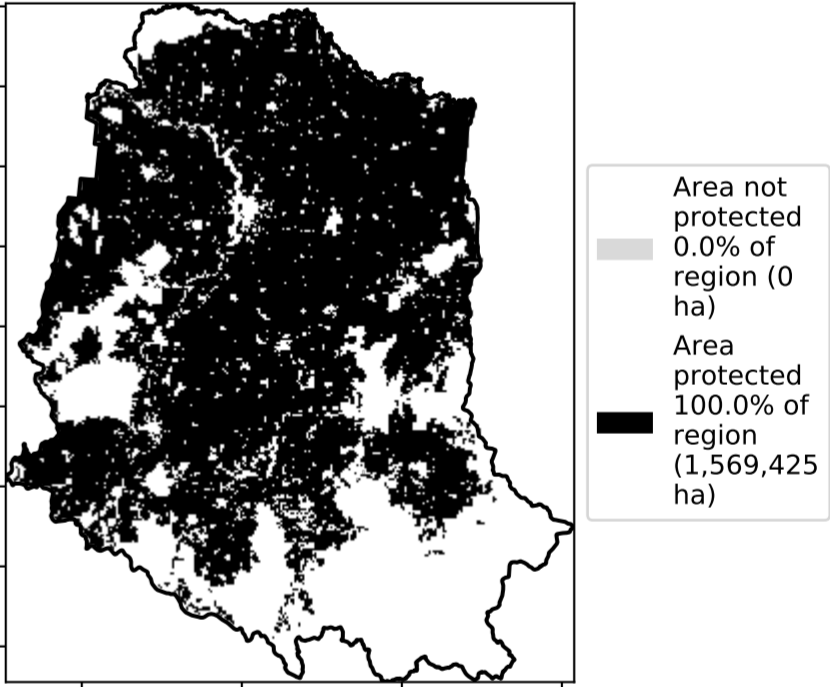 Area not
protected
0.0% of
region (0
ha)
Area
protected
100.0% of
region
(1,569,425
ha)